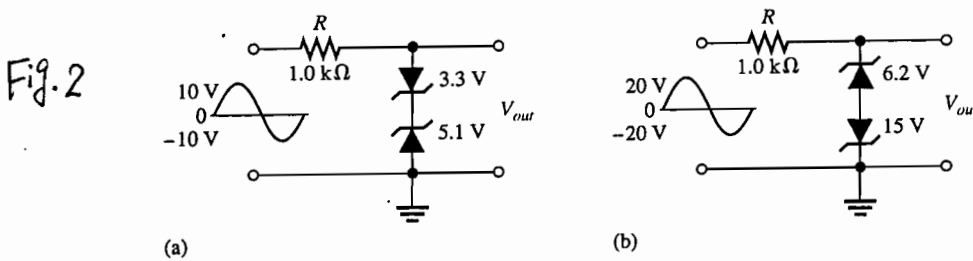 Fig.2
R
1.0 kΩ
10 V
0
−10 V
3.3 V
5.1 V
V_out
(a)
R
1.0 kΩ
20 V
0
−20 V
6.2 V
15 V
V_ou
(b)